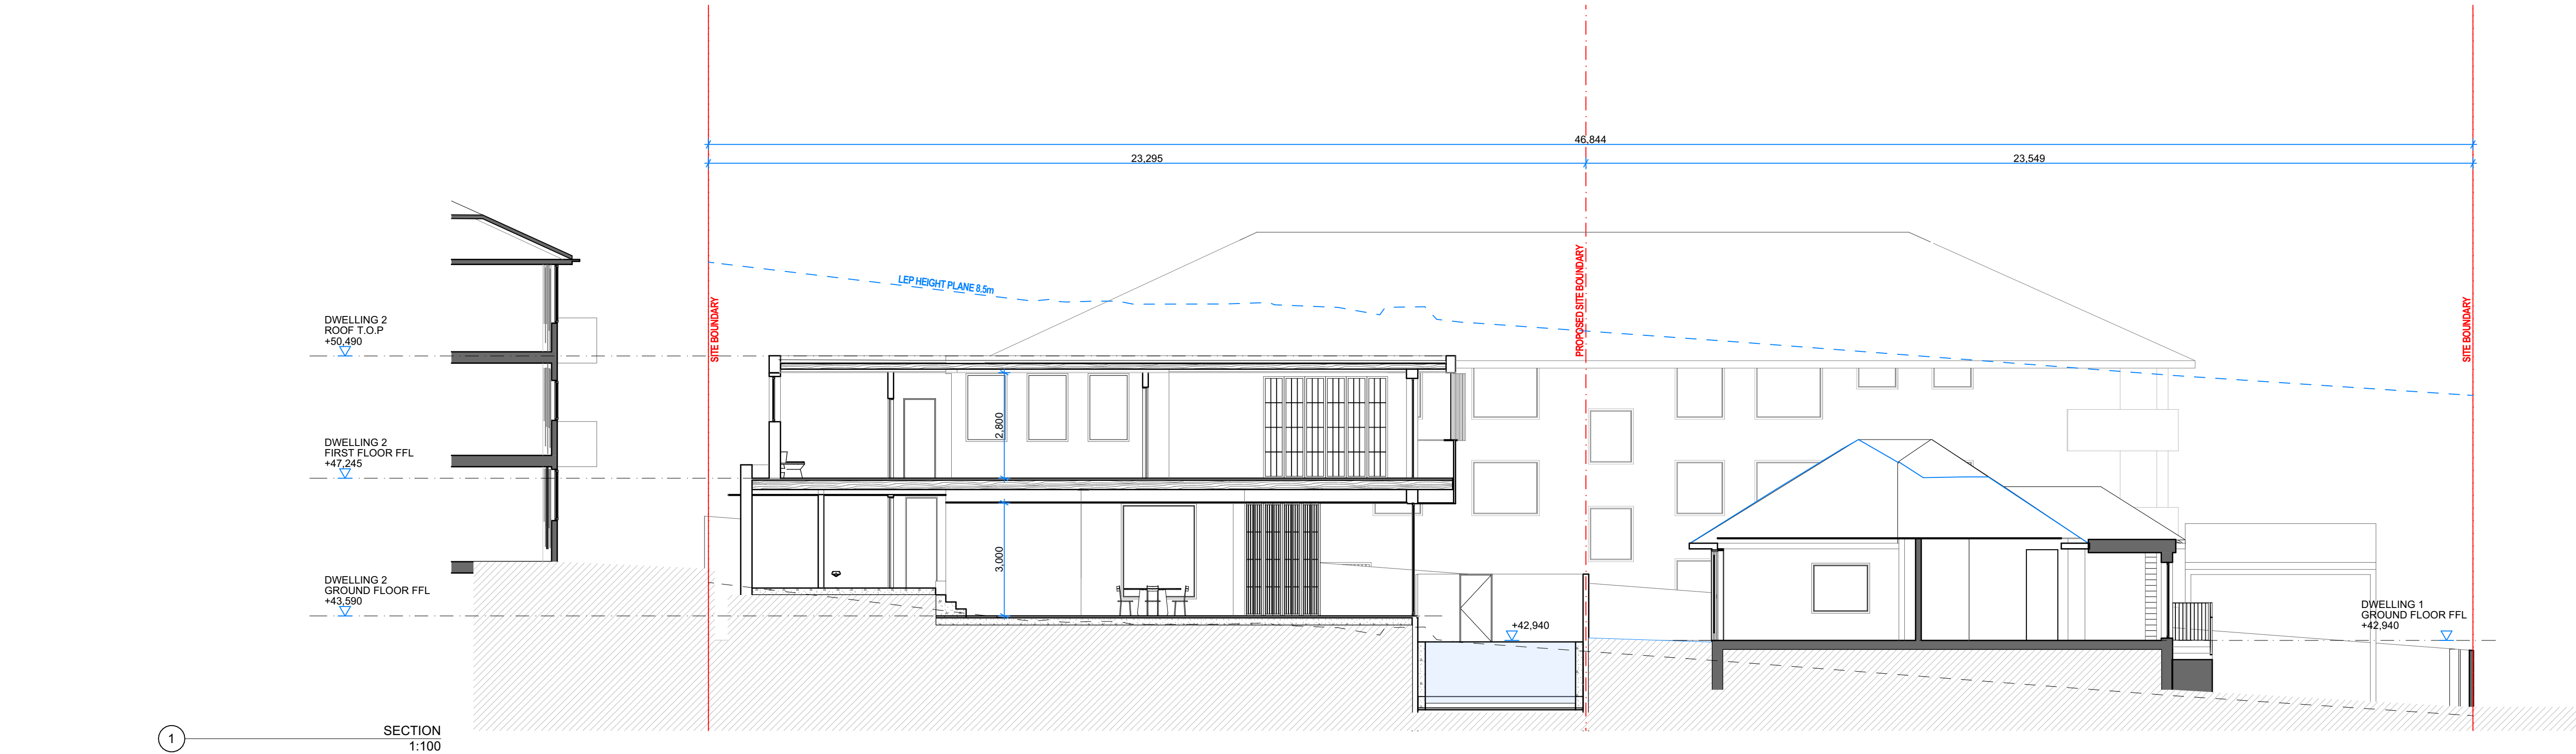 46,844
23,295
23,549
LEP HEIGHT PLANE 8.5m
SITE BOUNDARY
PROPOSED SITE BOUNDARY
SITE BOUNDARY
DWELLING 2
ROOF T.O.P
+50,490
2,800
DWELLING 2
FIRST FLOOR FFL
+47,245
3,000
DWELLING 2
GROUND FLOOR FFL
+43,590
+42,940
DWELLING 1
GROUND FLOOR FFL
+42,940
1
SECTION
1:100